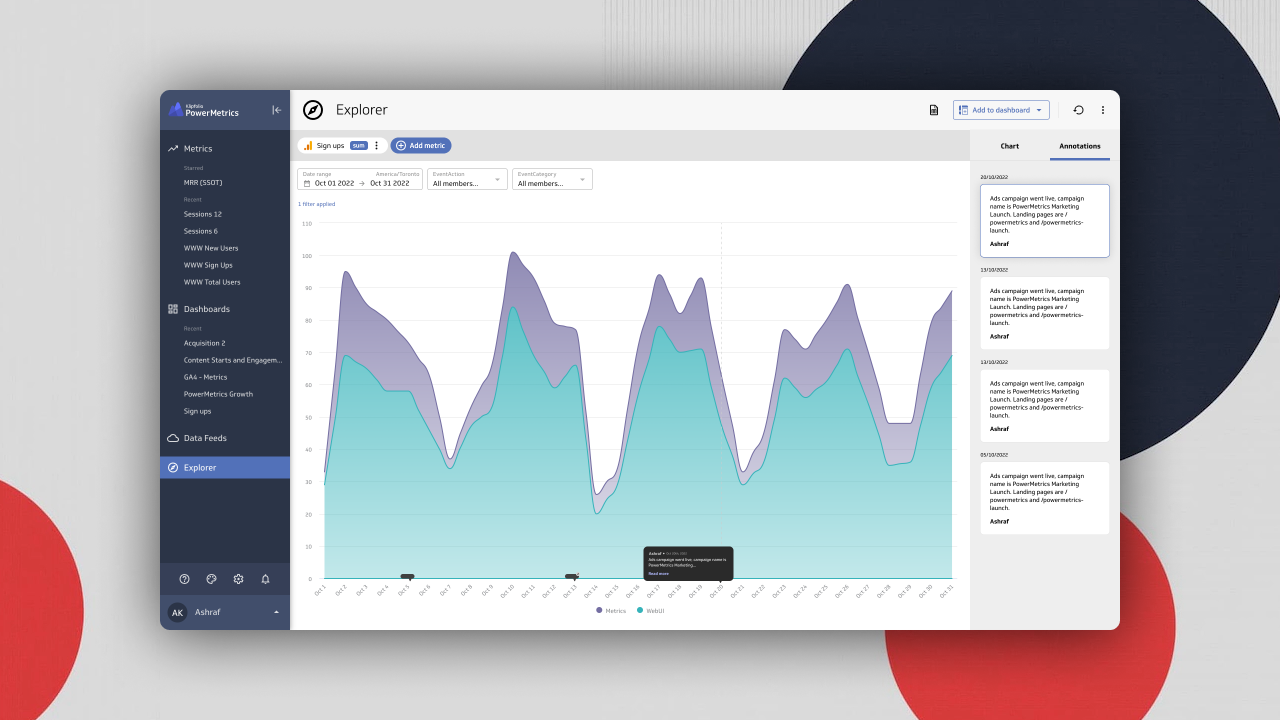 klipfolio
PowerMetrics
Explorer
Add to dashboard
Metrics
Starred
MRR (SSOT)
Recent
Sessions 12
Sessions 6
WWW New Users
WWW Sign Ups
WWW Total Users
Dashboards
Recent
Acquisition 2
Content Starts and Engagem...
GA4 - Metrics
PowerMetrics Growth
Sign ups
Data Feeds
Explorer
AK Ashraf
Sign ups sum
Add metric
Date range America/Toronto
Oct 01 2022 → Oct 31 2022
EventAction
All members...
EventCategory
All members...
1 filter applied
110
100
90
80
70
60
50
40
30
20
10
0
Ashraf •
Ads campaign went live, campaign name is
PowerMetrics Marketing...
Read more
Oct 1 Oct 2 Oct 3 Oct 4 Oct 5 Oct 6 Oct 7 Oct 8 Oct 9 Oct 10 Oct 11 Oct 12 Oct 13 Oct 14 Oct 15 Oct 16 Oct 17 Oct 18 Oct 19 Oct 20 Oct 21 Oct 22 Oct 23 Oct 24 Oct 25 Oct 26 Oct 27 Oct 28 Oct 29 Oct 30 Oct 31
Metrics WebUI
Chart Annotations
20/10/2022
Ads campaign went live, campaign
name is PowerMetrics Marketing
Launch. Landing pages are /
powermetrics and /powermetrics-
launch.
Ashraf
13/10/2022
Ads campaign went live, campaign
name is PowerMetrics Marketing
Launch. Landing pages are /
powermetrics and /powermetrics-
launch.
Ashraf
13/10/2022
Ads campaign went live, campaign
name is PowerMetrics Marketing
Launch. Landing pages are /
powermetrics and /powermetrics-
launch.
Ashraf
05/10/2022
Ads campaign went live, campaign
name is PowerMetrics Marketing
Launch. Landing pages are /
powermetrics and /powermetrics-
launch.
Ashraf